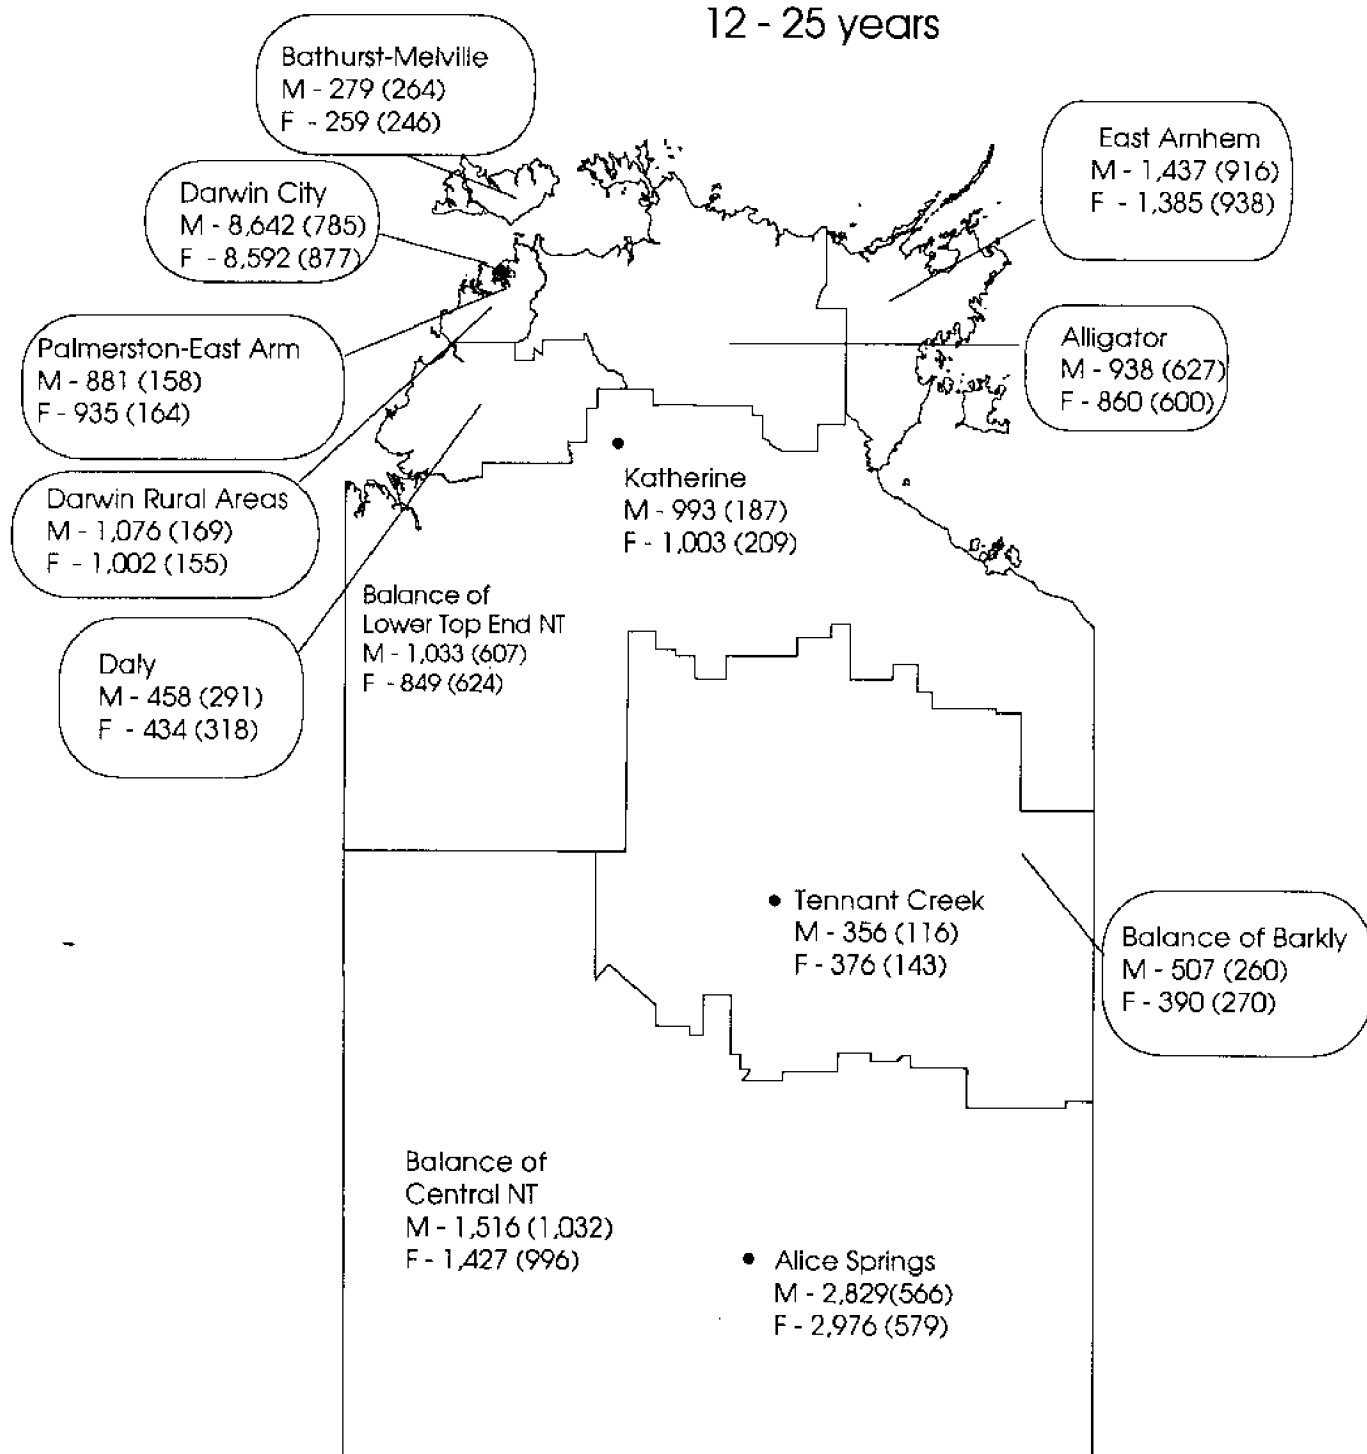 12 - 25 years
Bathurst-Melville
M - 279 (264)
F - 259 (246)
East Arnhem
M - 1,437 (916)
F - 1,385 (938)
Darwin City
M - 8,642 (785)
F - 8,592 (877)
Palmerston-East Arm
M - 881 (158)
F - 935 (164)
Alligator
M - 938 (627)
F - 860 (600)
Darwin Rural Areas
M - 1,076 (169)
F - 1,002 (155)
Katherine
M - 993 (187)
F - 1,003 (209)
Balance of
Lower Top End NT
M - 1,033 (607)
F - 849 (624)
Daly
M - 458 (291)
F - 434 (318)
Tennant Creek
M - 356 (116)
F - 376 (143)
Balance of Barkly
M - 507 (260)
F - 390 (270)
Balance of
Central NT
M - 1,516 (1,032)
F - 1,427 (996)
Alice Springs
M - 2,829(566)
F - 2,976 (579)